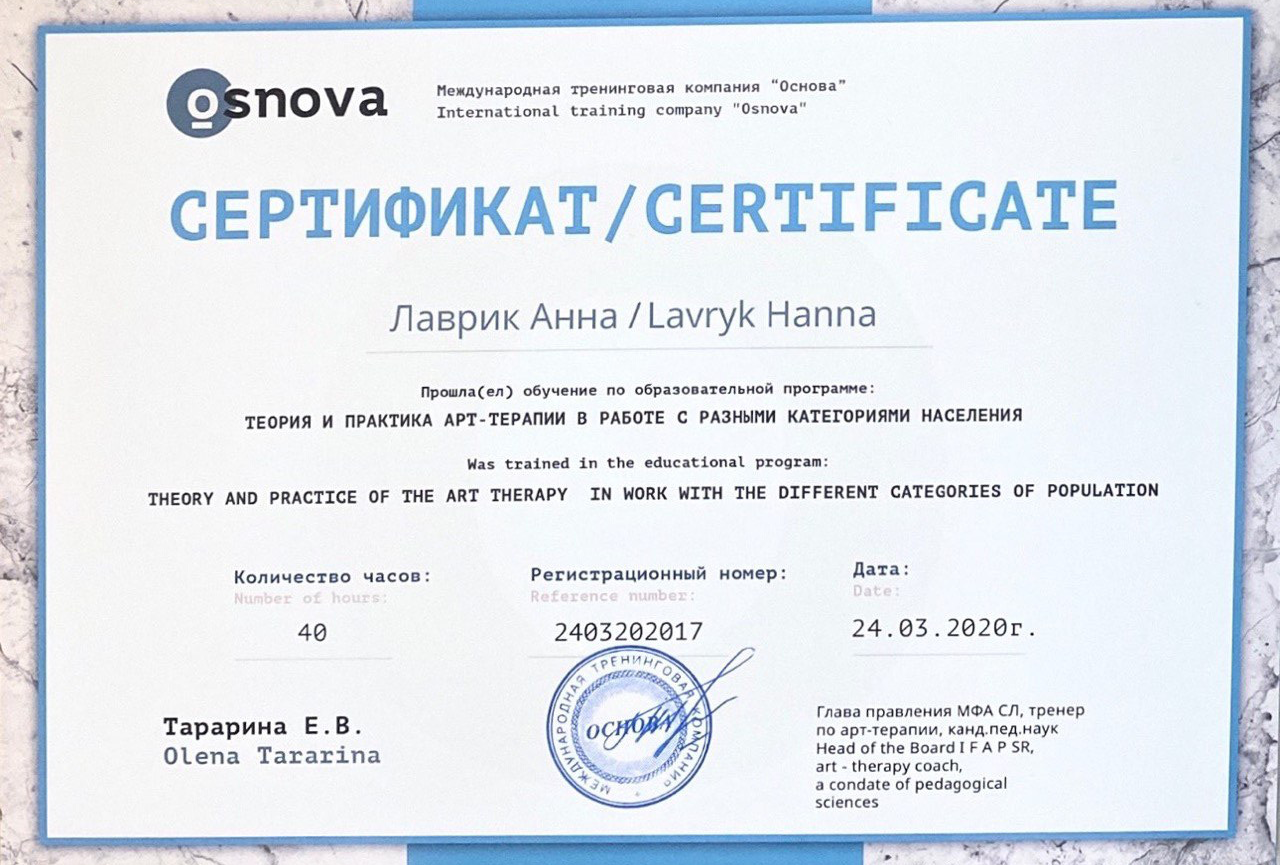 osnova
Международная тренинговая компания “Основа”
International training company "Osnova"
СЕРТИФИКАТ/CERTIFICATE
Лаврик Анна / Lavryk Hanna
Прошла(ел) обучение по образовательной программе:
ТЕОРИЯ И ПРАКТИКА АРТ-ТЕРАПИИ В РАБОТЕ С РАЗНЫМИ КАТЕГОРИЯМИ НАСЕЛЕНИЯ
Was trained in the educational program:
THEORY AND PRACTICE OF THE ART THERAPY IN WORK WITH THE DIFFERENT CATEGORIES OF POPULATION
Количество часов:
Number of hours:
40
Регистрационный номер:
Reference number:
2403202017
Дата:
Date:
24.03.2020г.
Тарарина Е.В.
Olena Tararina
МЕЖДУНАРОДНАЯ ТРЕНИНГОВАЯ КОМПАНИЯ
ОСНОВА
Глава правления МФА СЛ, тренер
по арт-терапии, канд.пед.наук
Head of the Board I F A P SR,
art - therapy coach,
a condate of pedagogical
sciences